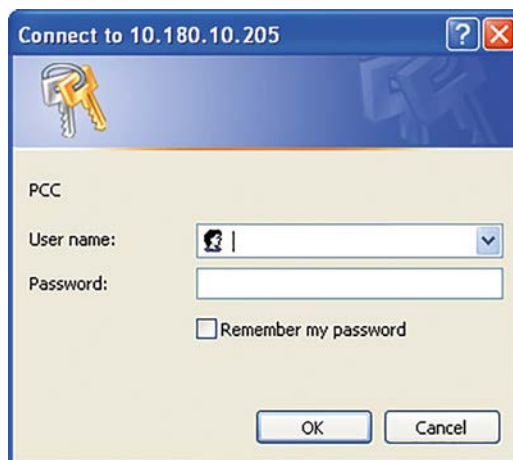 Connect to 10.180.10.205
PCC
User name:
Password:
Remember my password
OK
Cancel